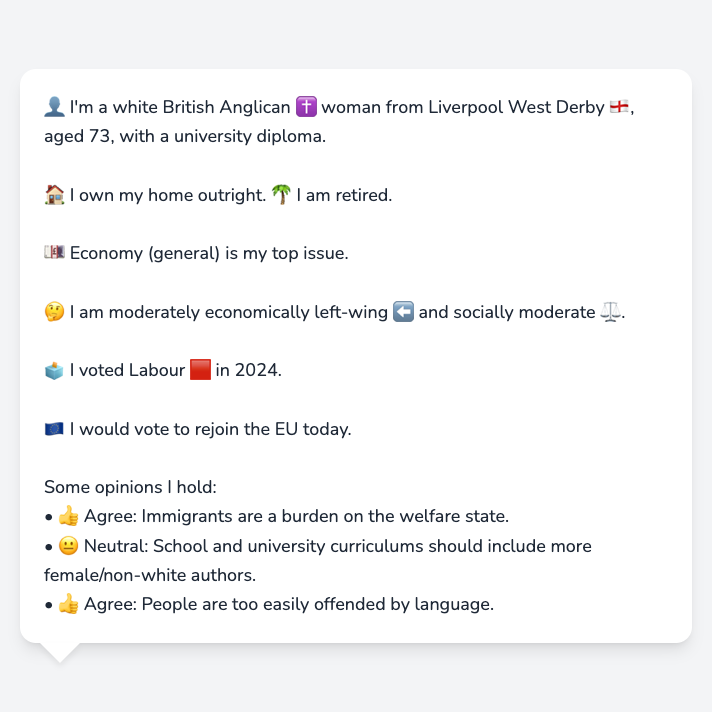 👤 I'm a white British Anglican ✝️ woman from Liverpool West Derby 🏴󠁧󠁢󠁥󠁮󠁧󠁿,
aged 73, with a university diploma.
🏠 I own my home outright. 🌴 I am retired.
💷 Economy (general) is my top issue.
🤔 I am moderately economically left-wing ⬅️ and socially moderate ⚖️.
🗳️ I voted Labour 🟥 in 2024.
🇪🇺 I would vote to rejoin the EU today.
Some opinions I hold:
• 👍 Agree: Immigrants are a burden on the welfare state.
• 😐 Neutral: School and university curriculums should include more
female/non-white authors.
• 👍 Agree: People are too easily offended by language.